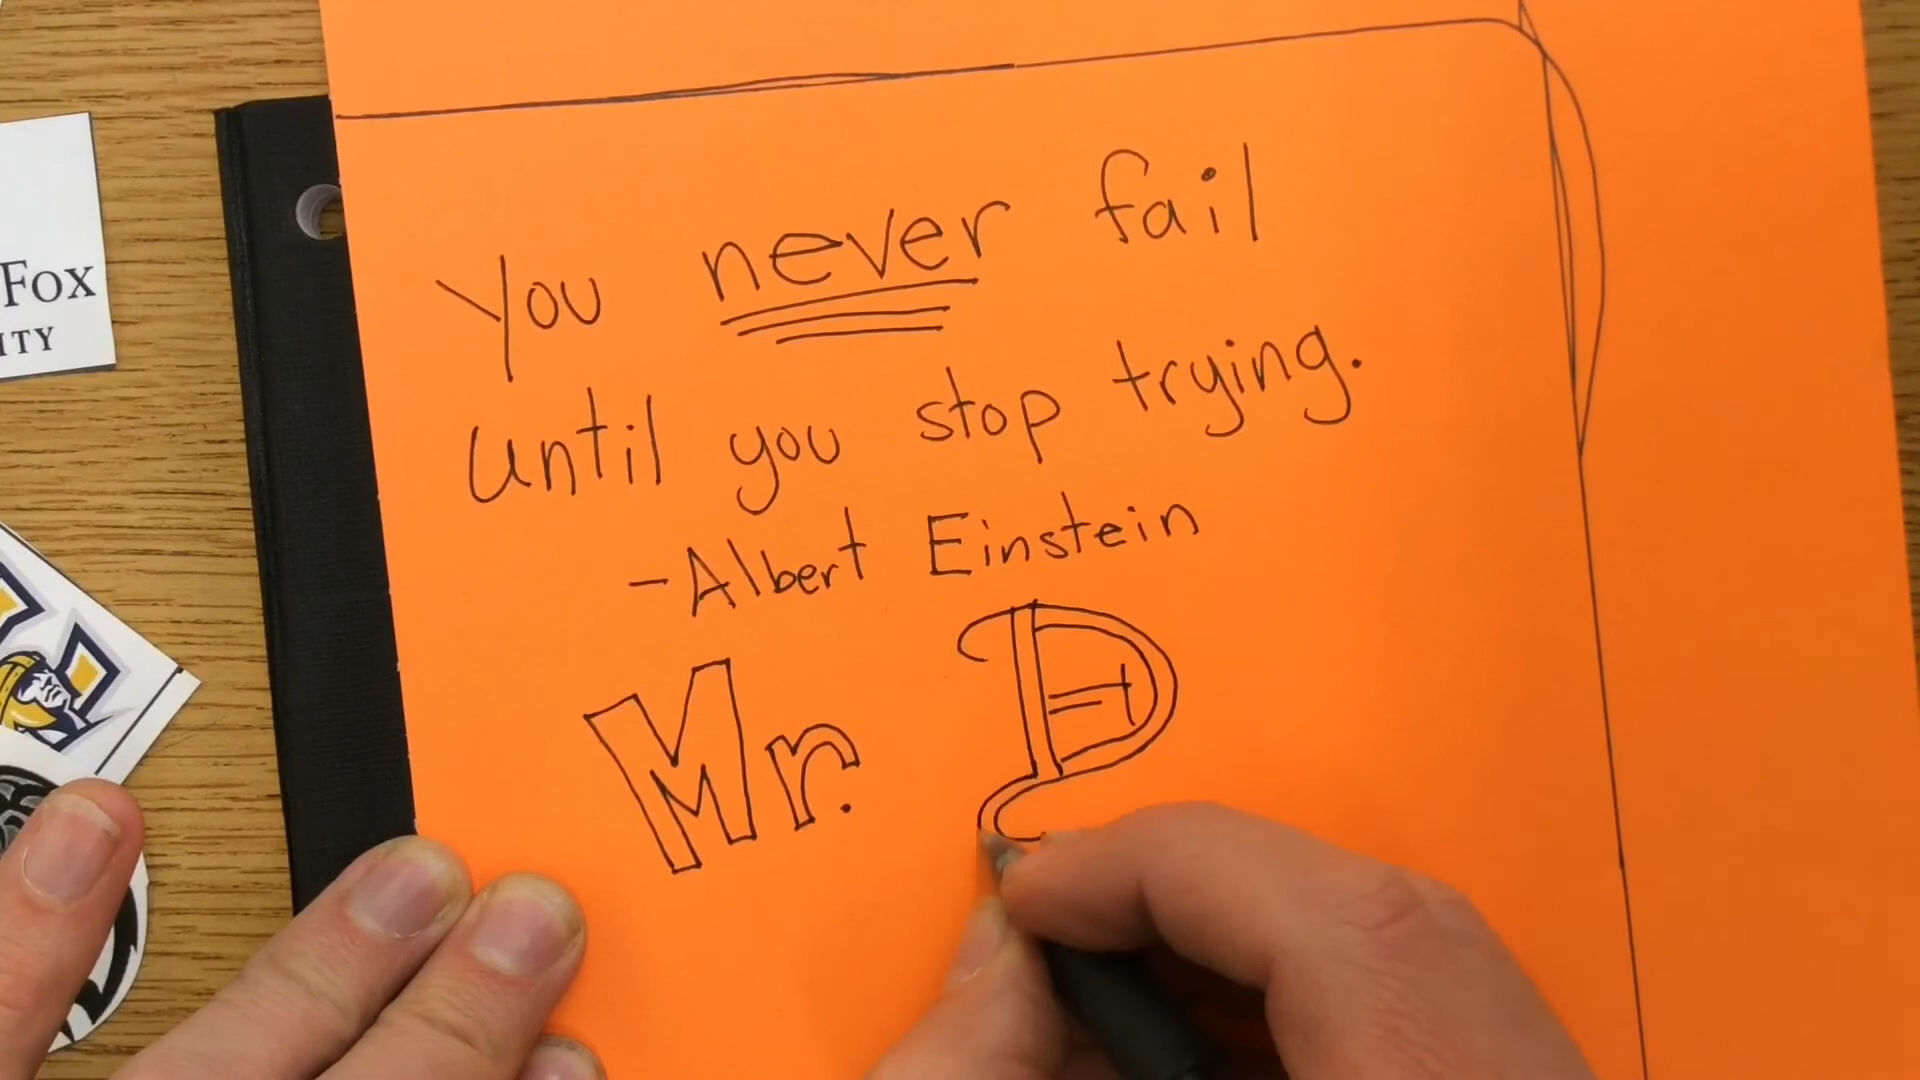 Fox
ITY
You never fail
until you stop trying.
-Albert Einstein
Mr. D